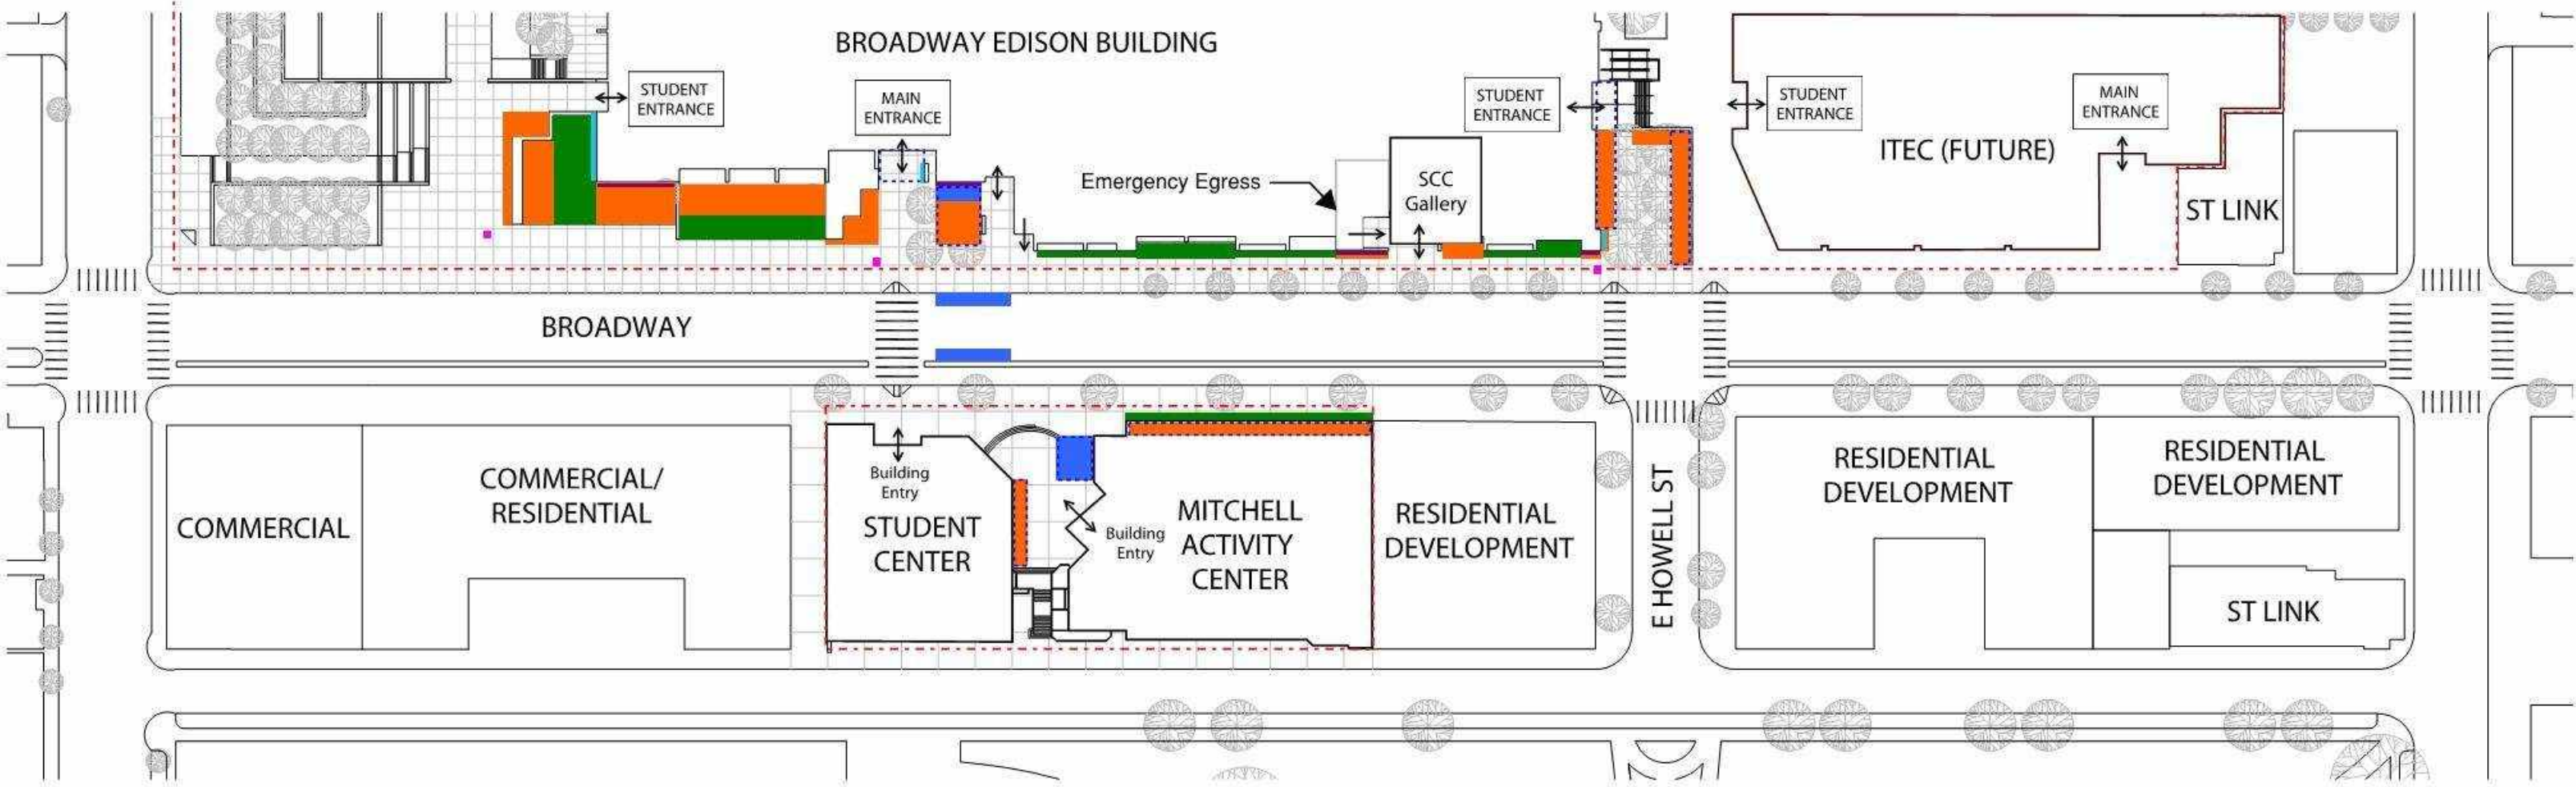 BROADWAY EDISON BUILDING
STUDENT
ENTRANCE
MAIN
ENTRANCE
STUDENT
ENTRANCE
STUDENT
ENTRANCE
MAIN
ENTRANCE
ITEC (FUTURE)
Emergency Egress
SCC
Gallery
ST LINK
BROADWAY
COMMERCIAL
COMMERCIAL/
RESIDENTIAL
Building
Entry
STUDENT
CENTER
Building
Entry
MITCHELL
ACTIVITY
CENTER
RESIDENTIAL
DEVELOPMENT
E HOWELL ST
RESIDENTIAL
DEVELOPMENT
RESIDENTIAL
DEVELOPMENT
ST LINK